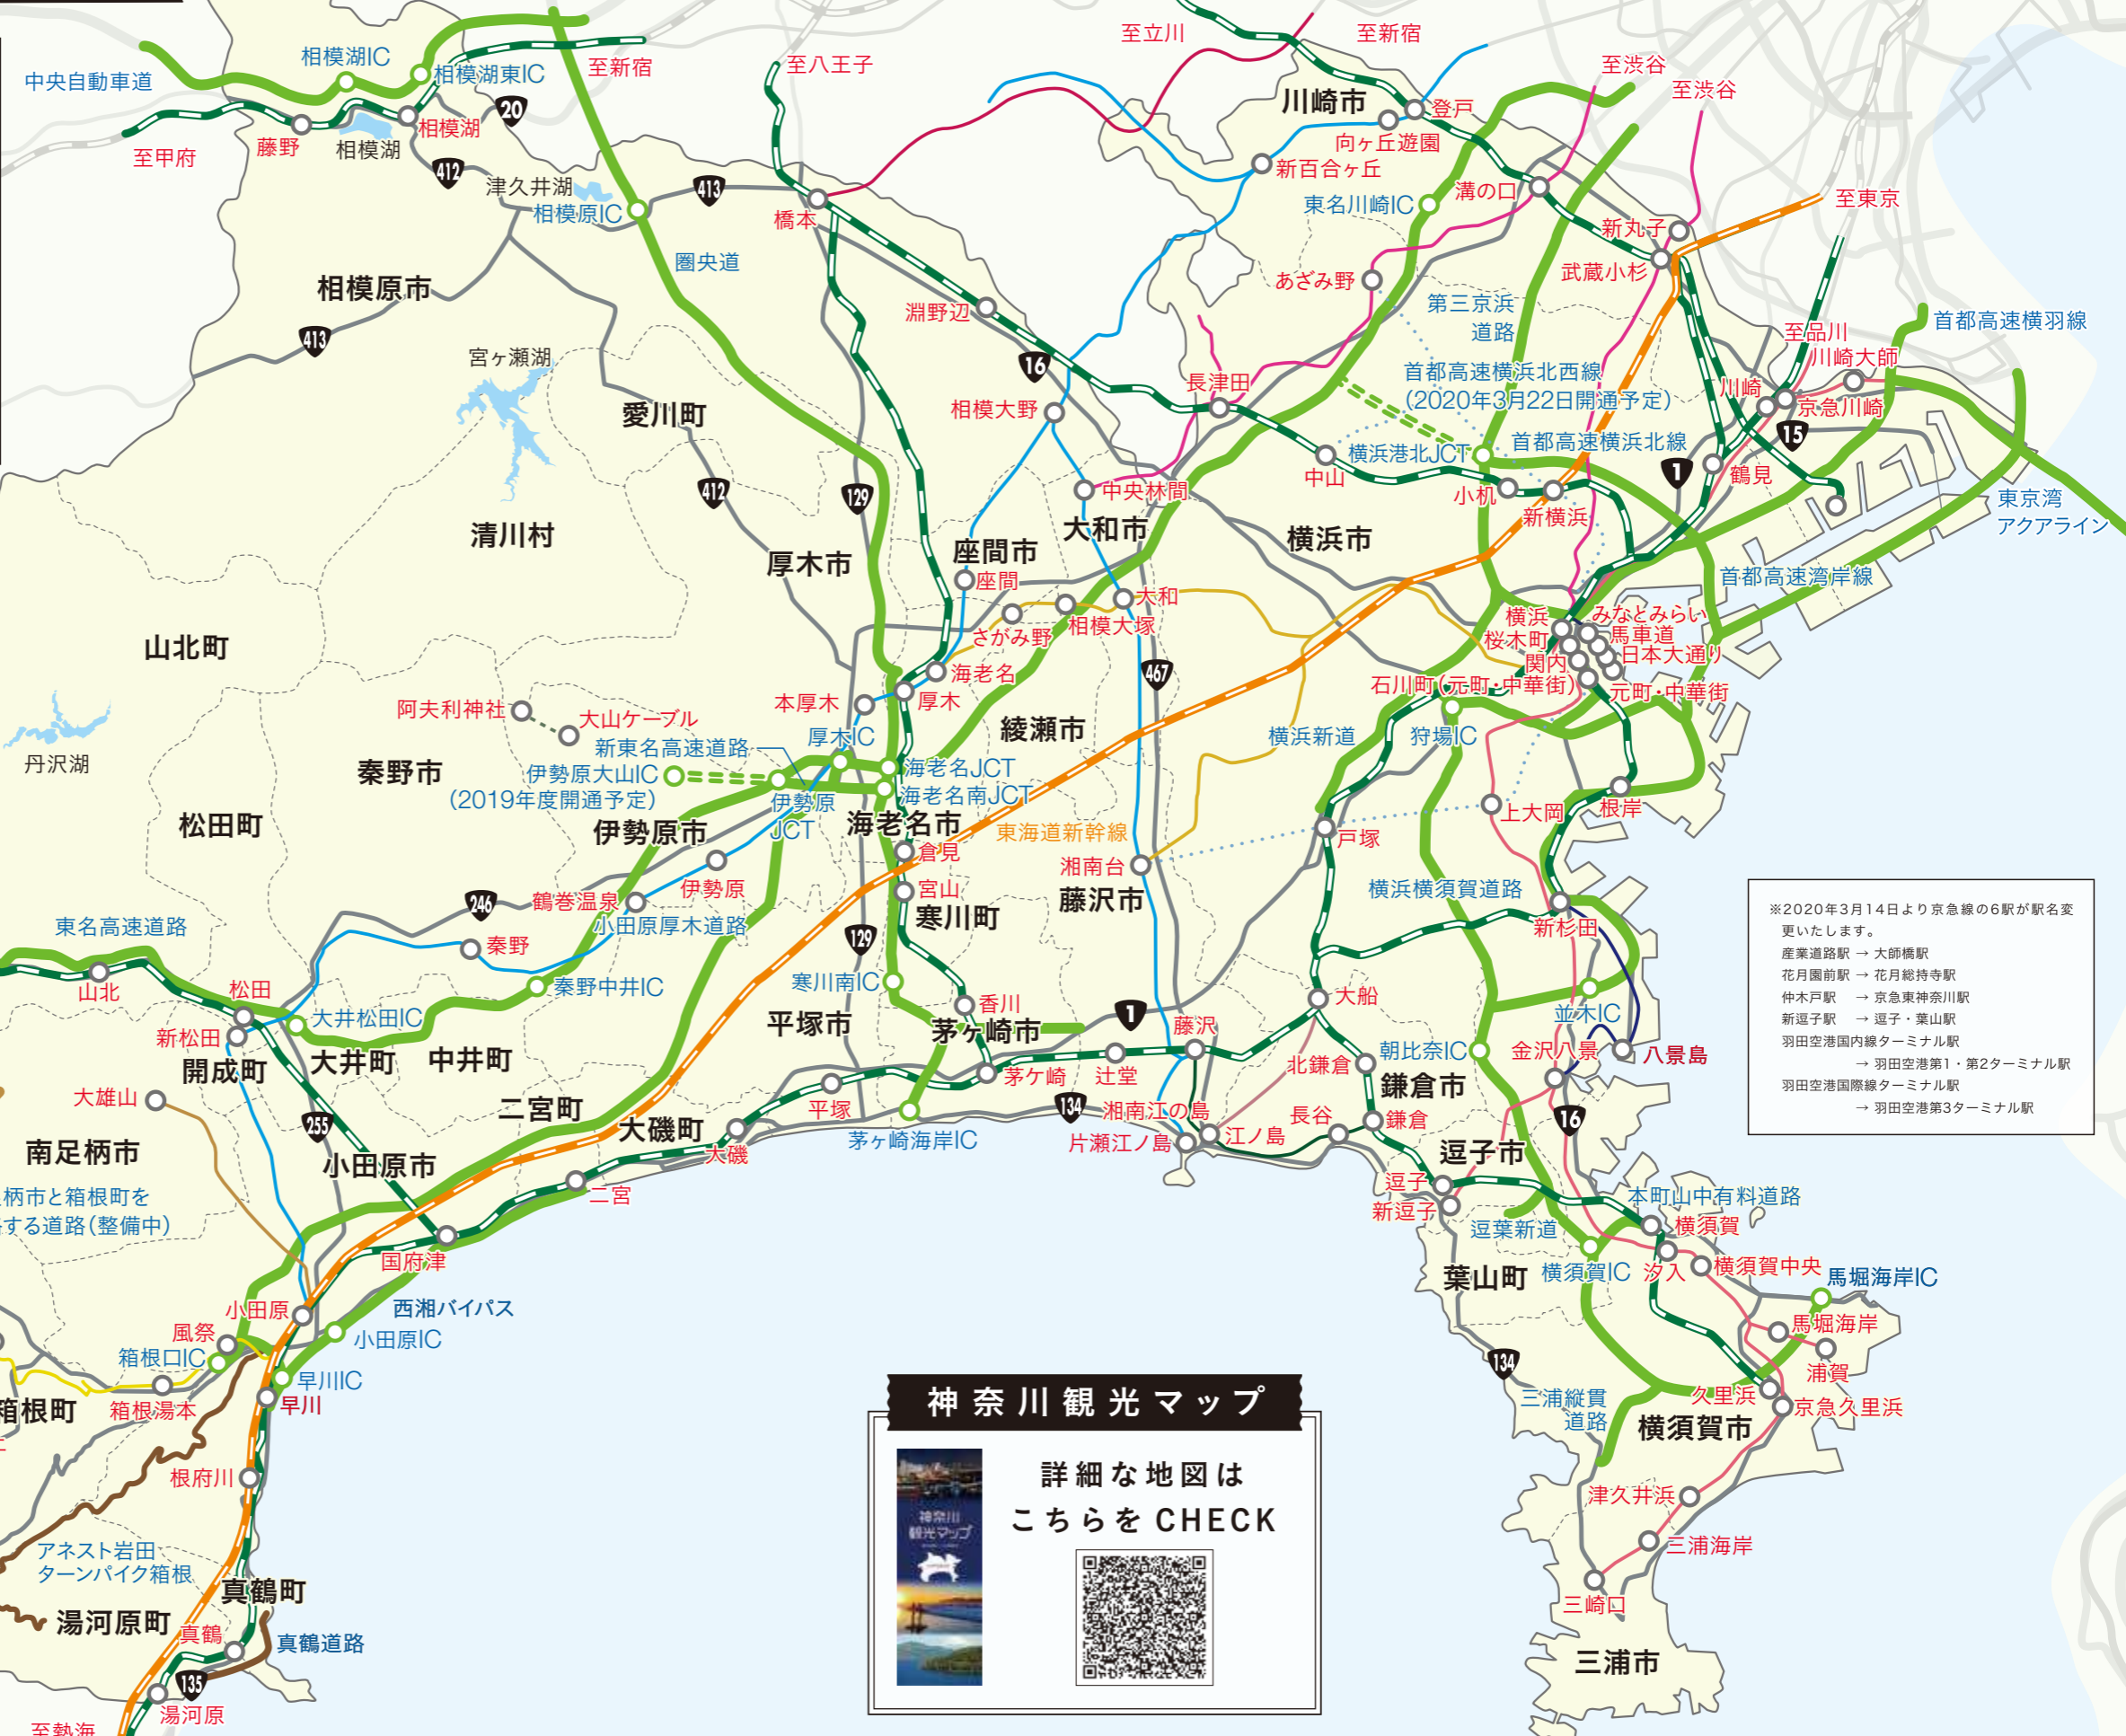 至立川
至新宿
相模湖IC
相模湖東IC
至新宿
至八王子
至渋谷
至渋谷
中央自動車道
20
川崎市
登戸
藤野
相模湖
相模湖
向ヶ丘遊園
至甲府
新百合ヶ丘
412
津久井湖
413
溝の口
至東京
相模原IC
橋本
東名川崎IC
新丸子
圏央道
武蔵小杉
相模原市
あざみ野
淵野辺
第三京浜
道路
首都高速横羽線
413
至品川
宮ヶ瀬湖
16
川崎大師
首都高速横浜北西線
(2020年3月22日開通予定)
長津田
川崎
京急川崎
愛川町
相模大野
15
首都高速横浜北線
横浜港北JCT
中山
1
鶴見
412
129
中央林間
小机
新横浜
東京湾
アクアライン
清川村
大和市
横浜市
座間市
厚木市
座間
首都高速湾岸線
大和
さがみ野
相模大塚
横浜
みなとみらい
桜木町
馬車道
山北町
関内
日本大通り
海老名
467
石川町(元町・中華街)
元町・中華街
阿夫利神社
本厚木
厚木
大山ケーブル
綾瀬市
新東名高速道路
厚木IC
横浜新道
狩場IC
丹沢湖
秦野市
伊勢原大山IC
(2019年度開通予定)
海老名JCT
海老名南JCT
伊勢原
JCT
松田町
伊勢原市
海老名市
東海道新幹線
上大岡
根岸
戸塚
倉見
湘南台
伊勢原
宮山
鶴巻温泉
246
藤沢市
横浜横須賀道路
寒川町
小田原厚木道路
東名高速道路
新杉田
秦野
129
※2020年3月14日より京急線の6駅が駅名変
更いたします。
産業道路駅 → 大師橋駅
花月園前駅 → 花月総持寺駅
仲木戸駅 → 京急東神奈川駅
新逗子駅 → 逗子・葉山駅
羽田空港国内線ターミナル駅
→ 羽田空港第1・第2ターミナル駅
羽田空港国際線ターミナル駅
→ 羽田空港第3ターミナル駅
山北
松田
秦野中井IC
寒川南IC
香川
大船
大井松田IC
平塚市
茅ヶ崎市
1
藤沢
並木IC
新松田
開成町
大井町
中井町
北鎌倉
朝比奈IC
金沢八景
八景島
茅ケ崎
辻堂
鎌倉市
大雄山
平塚
二宮町
134
湘南江の島
長谷
鎌倉
16
255
大磯町
茅ヶ崎海岸IC
片瀬江ノ島
江ノ島
南足柄市
小田原市
大磯
逗子市
柄市と箱根町を
する道路(整備中)
二宮
逗子
本町山中有料道路
新逗子
逗葉新道
横須賀
国府津
葉山町
横須賀IC
汐入
横須賀中央
馬堀海岸IC
小田原
西湘バイパス
風祭
小田原IC
馬堀海岸
箱根口IC
134
早川IC
浦賀
箱根町
箱根湯本
早川
三浦縦貫
道路
久里浜
京急久里浜
横須賀市
神奈川観光マップ
根府川
詳細な地図は
こちらをCHECK
津久井浜
神奈川
観光マップ
三浦海岸
アネスト岩田
ターンパイク箱根
真鶴町
三崎口
湯河原町
真鶴
真鶴道路
三浦市
135
湯河原
至熱海